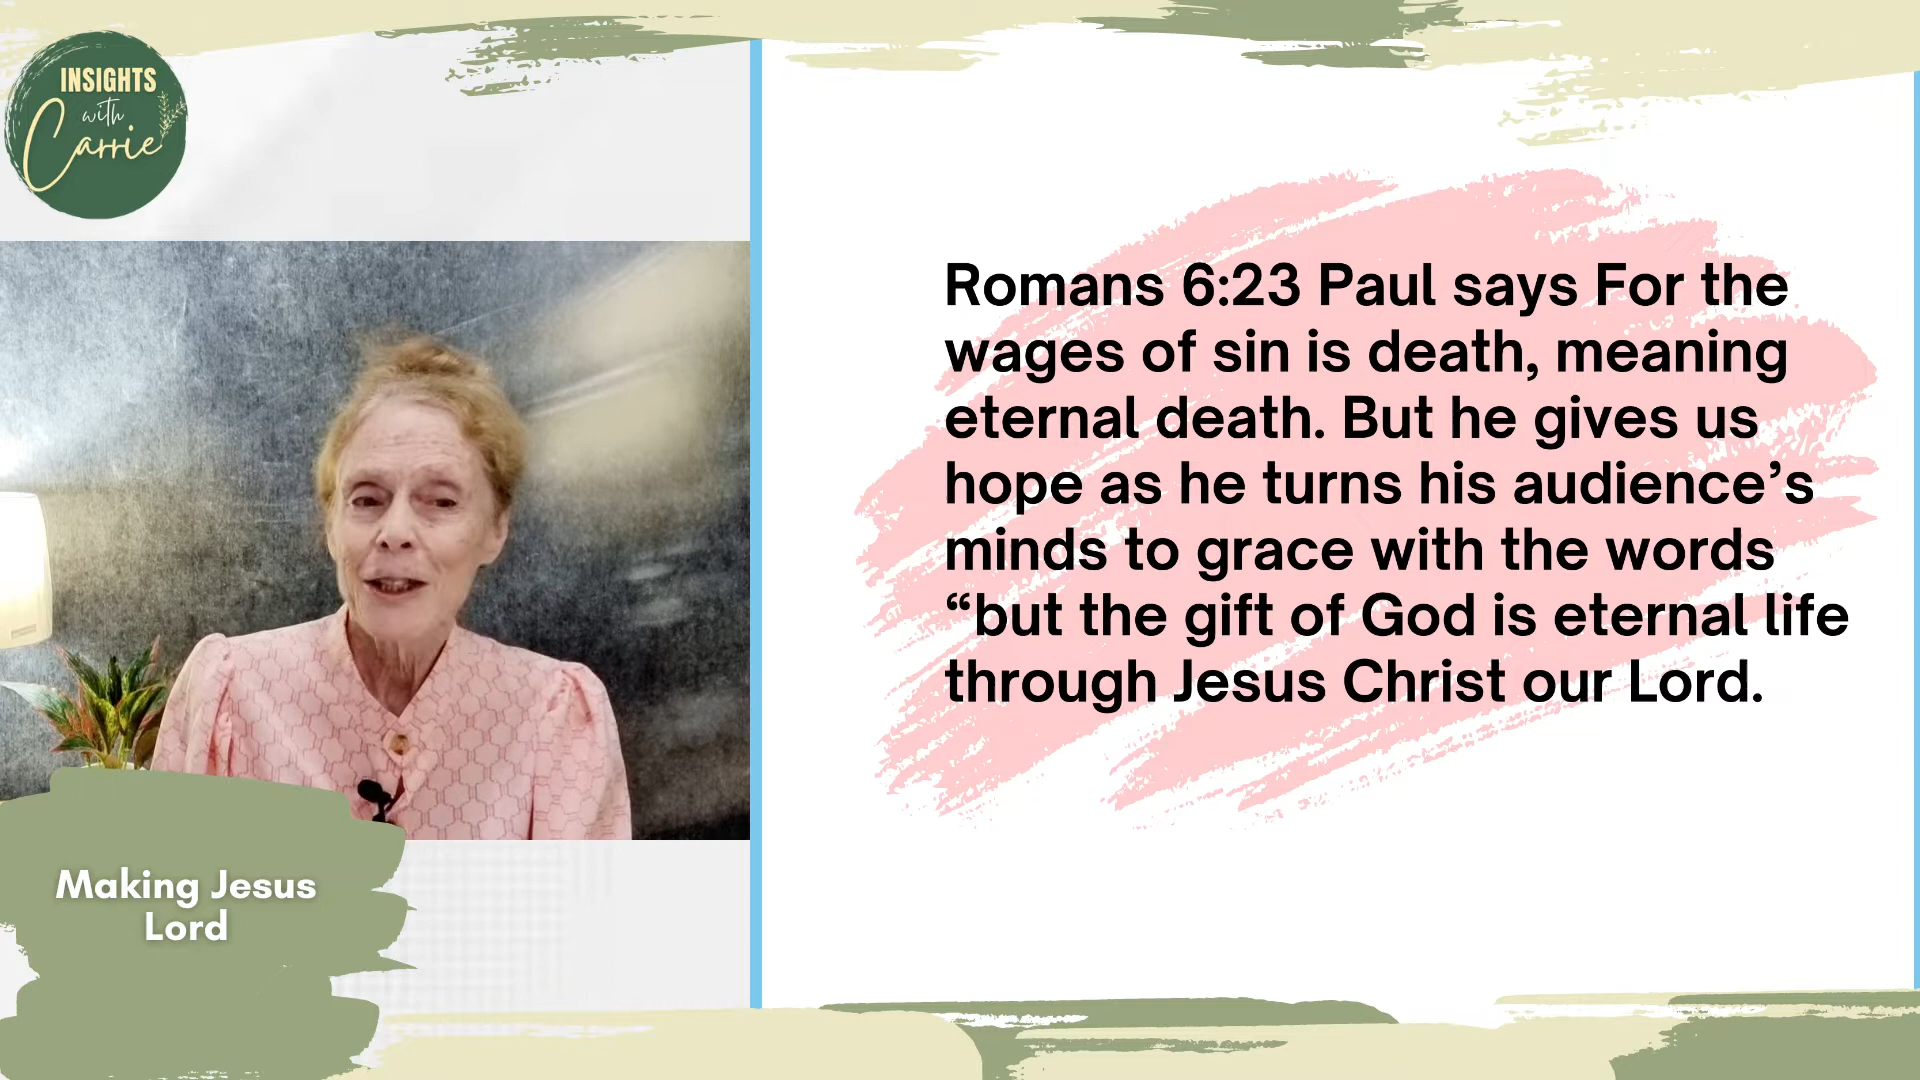 INSIGHTS
with
Carrie
Romans 6:23 Paul says For the
wages of sin is death, meaning
eternal death. But he gives us
hope as he turns his audience’s
minds to grace with the words
“but the gift of God is eternal life
through Jesus Christ our Lord.
Making Jesus
Lord